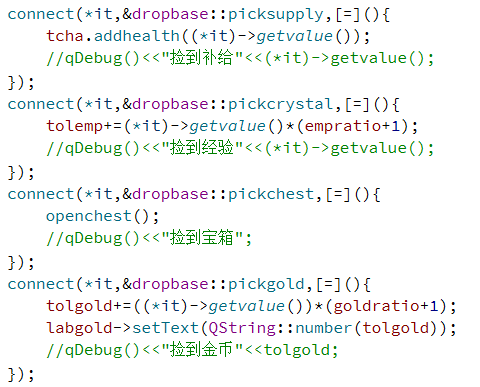 connect(*it,&dropbase::picksupply,[=](){
    tcha.addhealth((*it)->getvalue());
    //qDebug()<<"捡到补给"<<(*it)->getvalue();
});
connect(*it,&dropbase::pickcrystal,[=](){
    tolemp+=(*it)->getvalue()*(empratio+1);
    //qDebug()<<"捡到经验"<<(*it)->getvalue();
});
connect(*it,&dropbase::pickchest,[=](){
    openchest();
    //qDebug()<<"捡到宝箱";
});
connect(*it,&dropbase::pickgold,[=](){
    tolgold+=((*it)->getvalue())*(goldratio+1);
    labgold->setText(QString::number(tolgold));
    //qDebug()<<"捡到金币"<<tolgold;
});